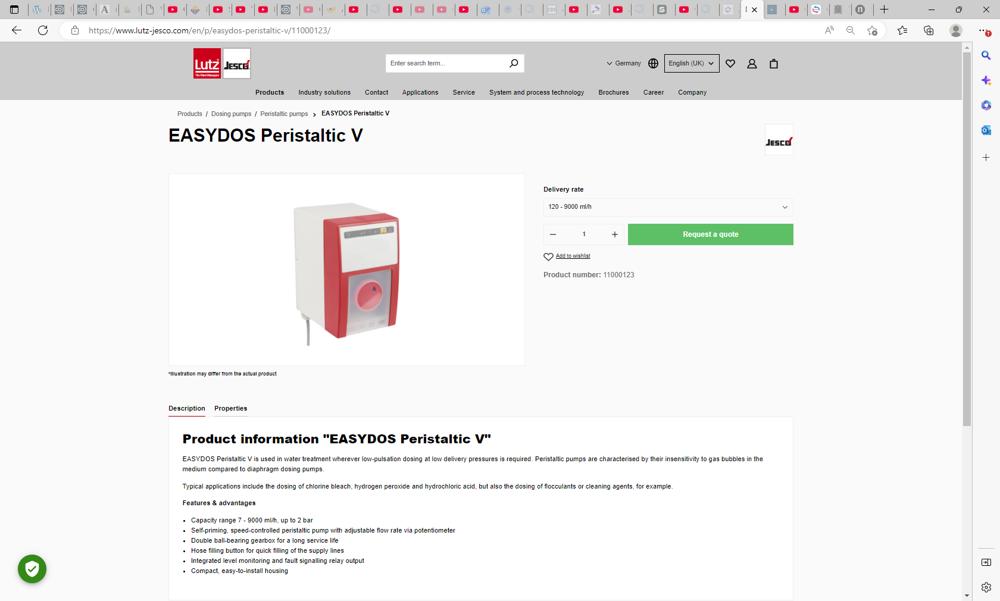 https://www.lutz-jesco.com/en/p/easydos-peristaltic-v/11000123/
Lutz
The Fluid Managers
JESCO
Enter search term...
Germany
English (UK)
Products
Industry solutions
Contact
Applications
Service
System and process technology
Brochures
Career
Company
Products / Dosing pumps / Peristaltic pumps > EASYDOS Peristaltic V
EASYDOS Peristaltic V
JESCO
Delivery rate
120 - 9000 ml/h
1
Request a quote
Add to wishlist
Product number: 11000123
*Illustration may differ from the actual product
Description
Properties
Product information "EASYDOS Peristaltic V"
EASYDOS Peristaltic V is used in water treatment wherever low-pulsation dosing at low delivery pressures is required. Peristaltic pumps are characterised by their insensitivity to gas bubbles in the
medium compared to diaphragm dosing pumps.
Typical applications include the dosing of chlorine bleach, hydrogen peroxide and hydrochloric acid, but also the dosing of flocculants or cleaning agents, for example.
Features & advantages
• Capacity range 7 - 9000 ml/h, up to 2 bar
• Self-priming, speed-controlled peristaltic pump with adjustable flow rate via potentiometer
• Double ball-bearing gearbox for a long service life
• Hose filling button for quick filling of the supply lines
• Integrated level monitoring and fault signalling relay output
• Compact, easy-to-install housing